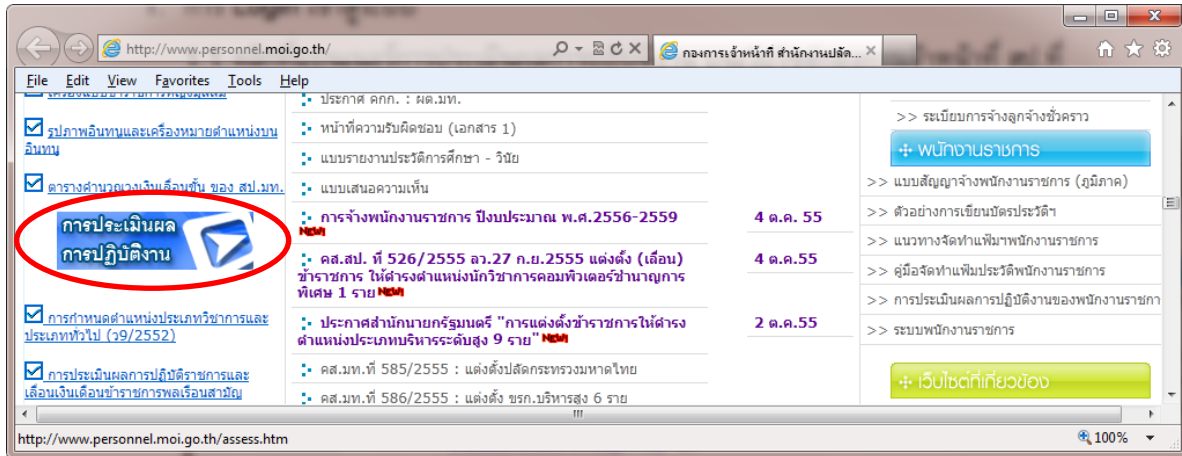 http://www.personnel.moi.go.th/
กองการเจ้าหน้าที่ สำนักงานปลัด...
File Edit View Favorites Tools Help
รูปภาพอินทนูและเครื่องหมายตำแหน่งบน
อินทนู
ตารางคำนวณวงเงินเลื่อนขั้น ของ สป.มท.
การประเมินผล
การปฏิบัติงาน
การกำหนดตำแหน่งประเภทวิชาการและ
ประเภททั่วไป (ว9/2552)
การประเมินผลการปฏิบัติราชการและ
เลื่อนเงินเดือนข้าราชการพลเรือนสามัญ
ประกาศ คกก. : ผด.มท.
หน้าที่ความรับผิดชอบ (เอกสาร 1)
แบบรายงานประวัติการศึกษา - วินัย
แบบเสนอความเห็น
การจ้างพนักงานราชการ ปีงบประมาณ พ.ศ.2556-2559 4 ต.ค. 55
NEW!
คส.สป. ที่ 526/2555 ลว.27 ก.ย.2555 แต่งตั้ง (เลื่อน) 4 ต.ค.55
ข้าราชการ ให้ดำรงตำแหน่งนักวิชาการคอมพิวเตอร์ชำนาญการ
พิเศษ 1 ราย NEW!
ประกาศสำนักนายกรัฐมนตรี "การแต่งตั้งข้าราชการให้ดำรง 2 ต.ค.55
ตำแหน่งประเภทบริหารระดับสูง 9 ราย" NEW!
คส.มท.ที่ 585/2555 : แต่งตั้งปลัดกระทรวงมหาดไทย
คส.มท.ที่ 586/2555 : แต่งตั้ง ขรก.บริหารสูง 6 ราย
>> ระเบียบการจ้างลูกจ้างชั่วคราว
พนักงานราชการ
>> แบบสัญญาจ้างพนักงานราชการ (ภูมิภาค)
>> ตัวอย่างการเขียนบัตรประวัติฯ
>> แนวทางจัดทำแฟ้มฯพนักงานราชการ
>> คู่มือจัดทำแฟ้มประวัติพนักงานราชการ
>> การประเมินผลการปฏิบัติงานของพนักงานราชกา
>> ระบบพนักงานราชการ
เว็บไซต์ที่เกี่ยวข้อง
http://www.personnel.moi.go.th/assess.htm
100%